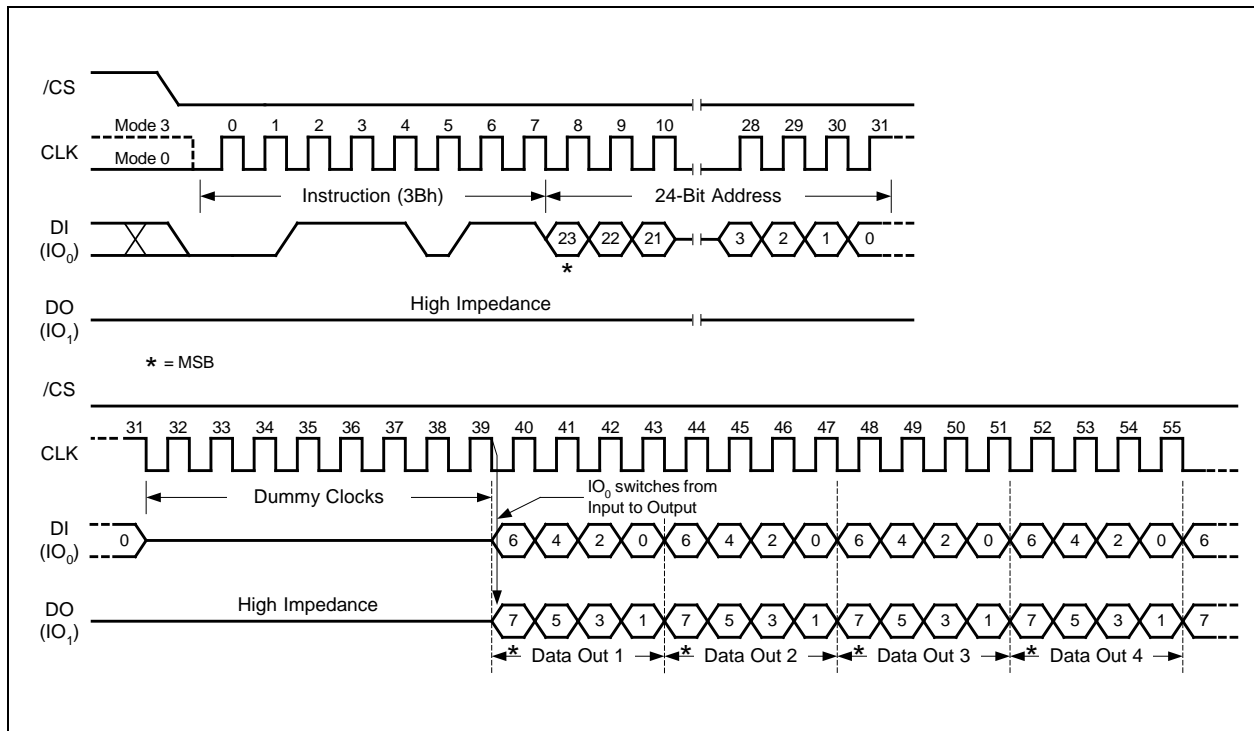 /CS
Mode 3
0 1 2 3 4 5 6 7 8 9 10 28 29 30 31
CLK
Mode 0
Instruction (3Bh) 24-Bit Address
DI
(IO0)
23 22 21 3 2 1 0
*
High Impedance
DO
(IO1)
* = MSB
/CS
31 32 33 34 35 36 37 38 39 40 41 42 43 44 45 46 47 48 49 50 51 52 53 54 55
CLK
Dummy Clocks
IO0 switches from
Input to Output
DI
(IO0)
0 6 4 2 0 6 4 2 0 6 4 2 0 6 4 2 0 6
High Impedance
DO
(IO1)
7 5 3 1 7 5 3 1 7 5 3 1 7 5 3 1 7
* Data Out 1 * Data Out 2 * Data Out 3 * Data Out 4